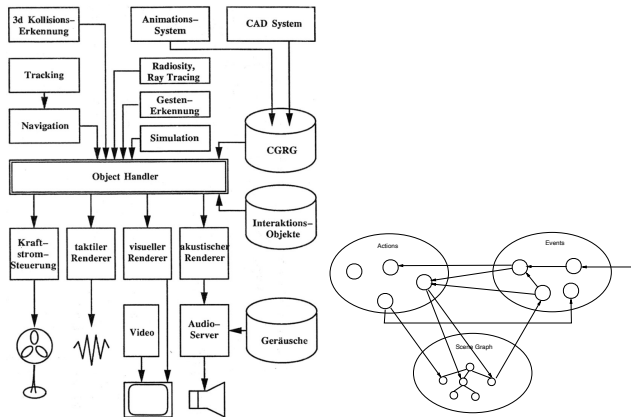 3d Kollisions-
Erkennung
Animations-
System
CAD System
Tracking
Radiosity,
Ray Tracing
Gesten-
Erkennung
Navigation
Simulation
CGRG
Object Handler
Interaktions-
Objekte
Kraft-
strom-
Steuerung
taktiler
Renderer
visueller
Renderer
akustischer
Renderer
Video
Audio-
Server
Geräusche
Actions
Events
Scene Graph